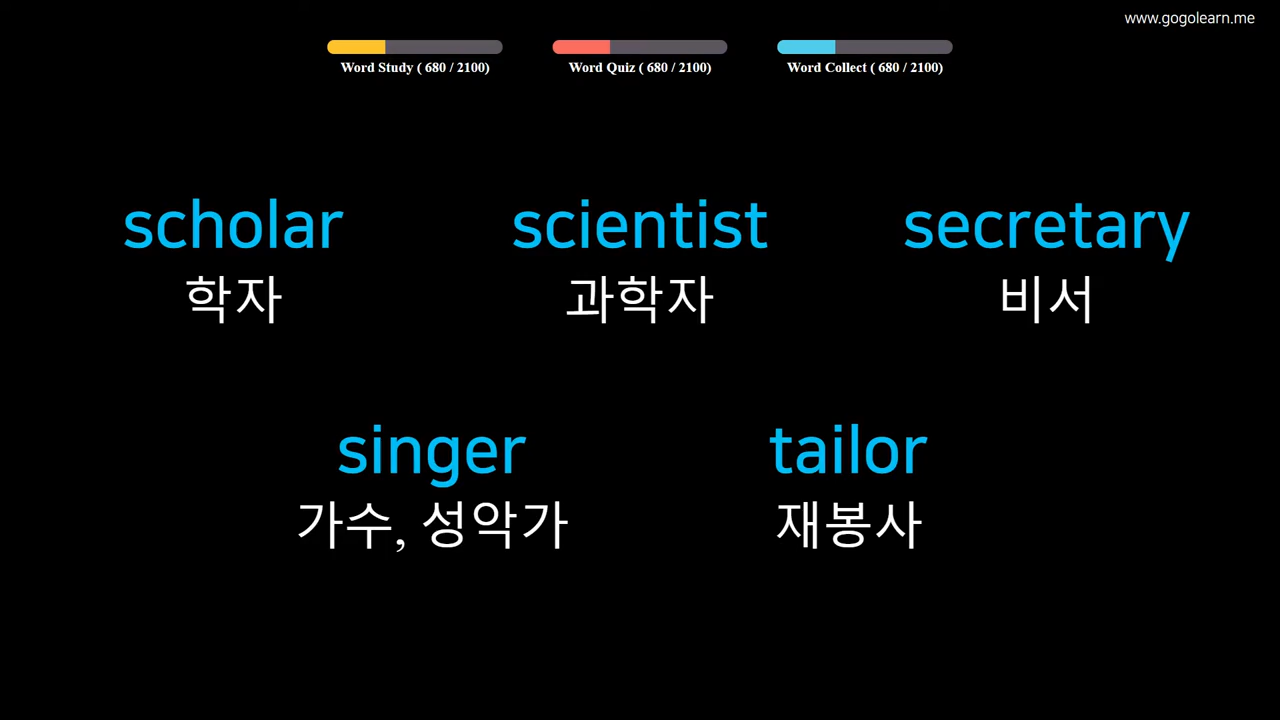 www.gogolearn.me
Word Study ( 680 / 2100) Word Quiz ( 680 / 2100) Word Collect ( 680 / 2100)
scholar scientist secretary
학자 과학자 비서
singer tailor
가수, 성악가 재봉사